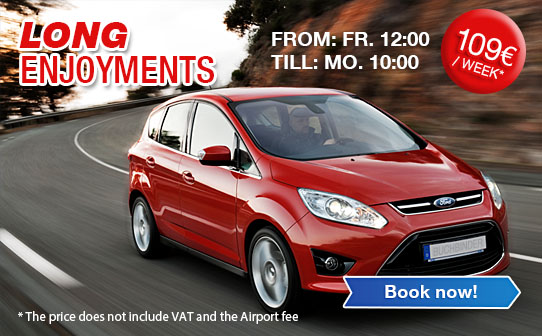 LONG
ENJOYMENTS
FROM: FR. 12:00
TILL: MO. 10:00
109€
/ WEEK*
Ford
BUCHBINDER
Book now!
* The price does not include VAT and the Airport fee